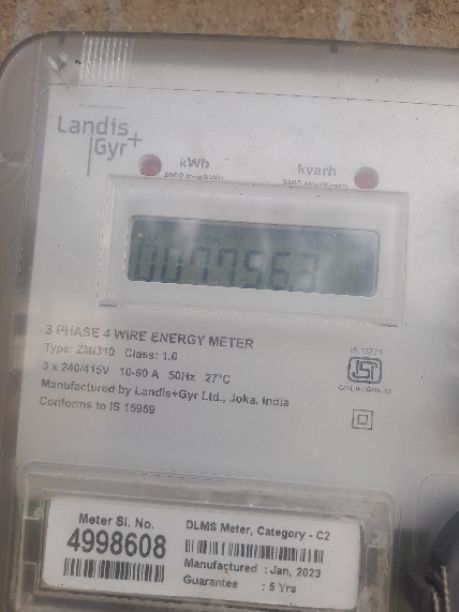 Landis
Gyr+
kWh
kvarh
007756.3
3 PHASE 4 WIRE ENERGY METER
Type: ZMI310 Class: 1.0
3 x 240/415V 10-60 A 50Hz 27°C
Manufactured by Landis+Gyr Ltd., Joka, India
Conforms to IS 15959
Meter Sl. No.
4998608
DLMS Meter, Category - C2
Manufactured : Jan, 2023
Guarantee : 5 Yrs